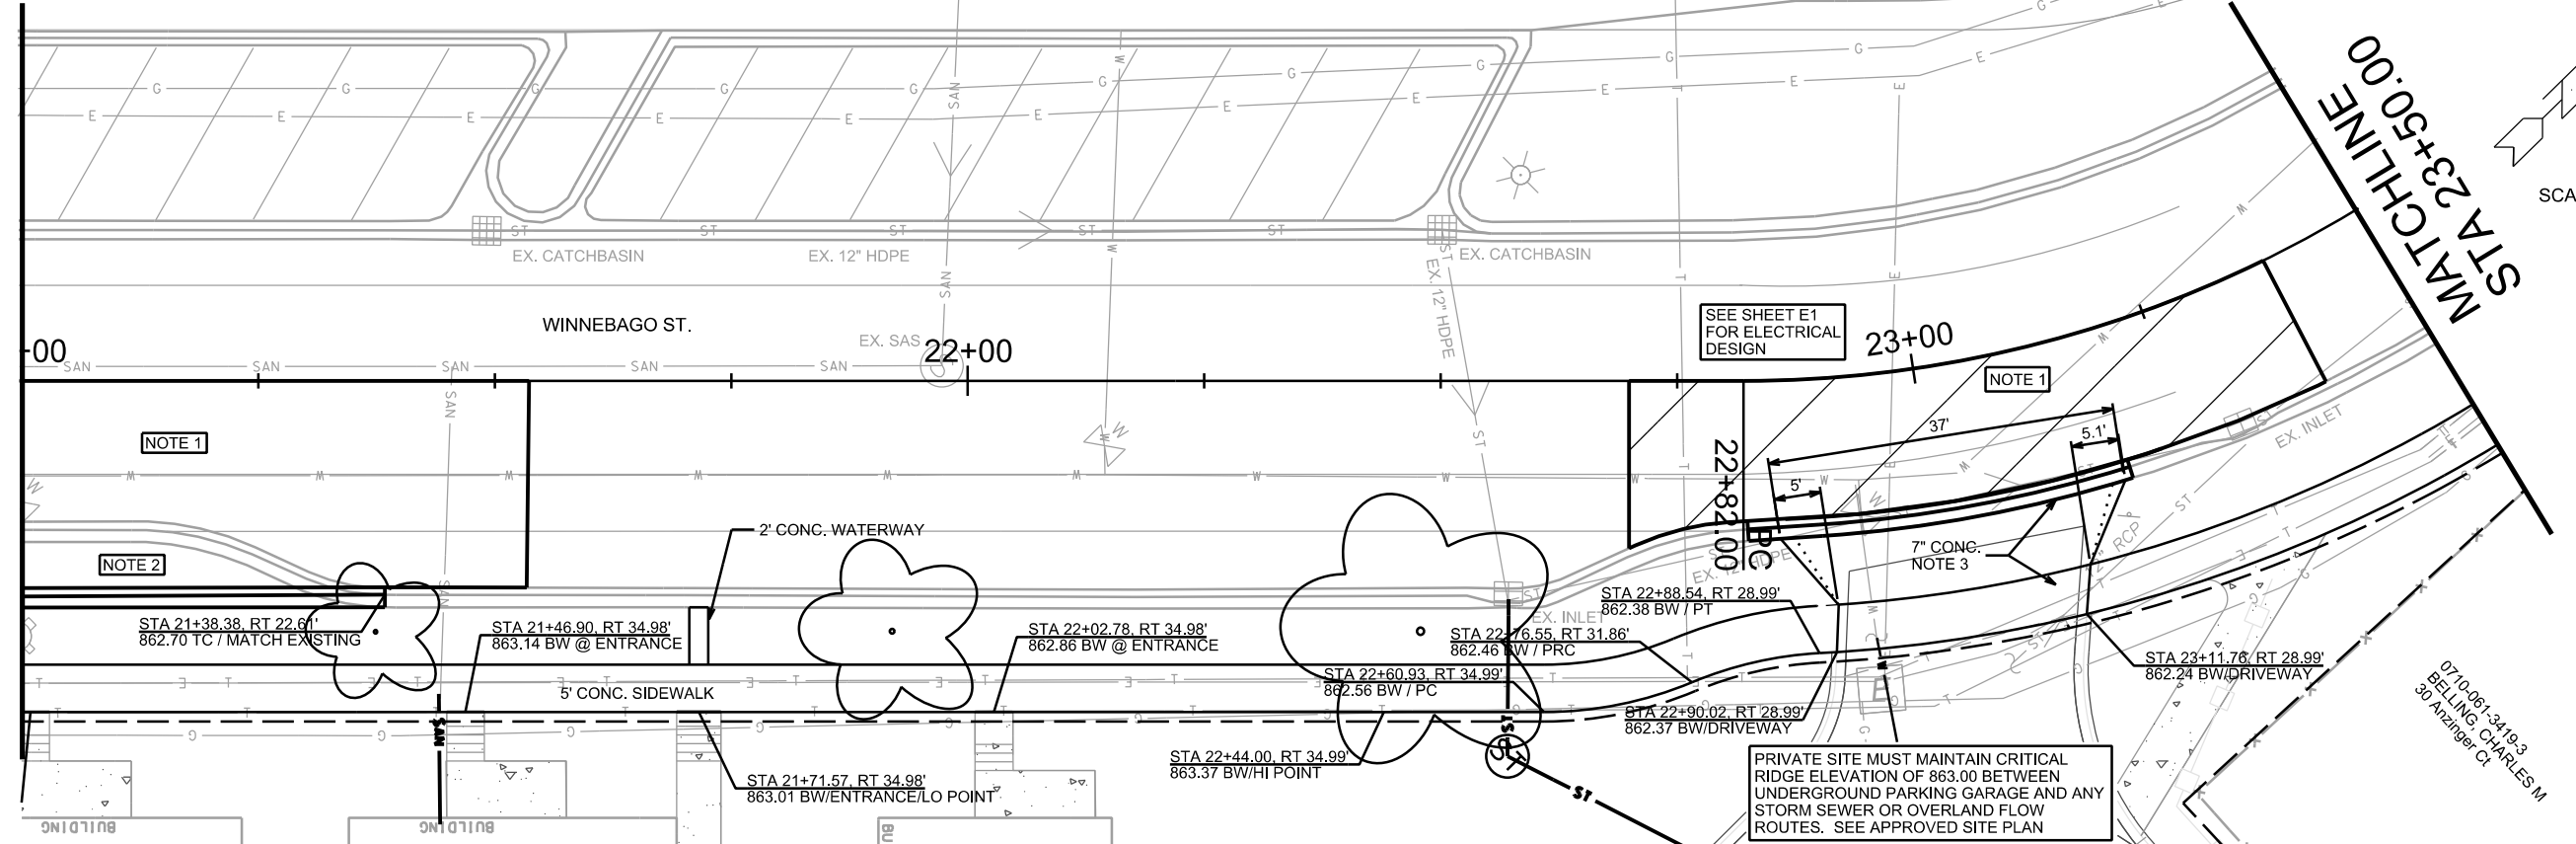 MATCHLINE
STA 23+50.00
SCA
EX. CATCHBASIN
EX. 12" HDPE
EX. CATCHBASIN
EX. 12" HDPE
WINNEBAGO ST.
EX. SAS
-00
22+00
23+00
SEE SHEET E1
FOR ELECTRICAL
DESIGN
NOTE 1
NOTE 1
NOTE 2
37'
5'
5.1'
22+82.00
PC
EX. INLET
EX. INLET
EX. 12" HDPE
2' CONC. WATERWAY
7" CONC.
NOTE 3
RCP
STA 21+38.38, RT 22.61'
862.70 TC / MATCH EXISTING
STA 21+46.90, RT 34.98'
863.14 BW @ ENTRANCE
STA 22+02.78, RT 34.98'
862.86 BW @ ENTRANCE
STA 22+88.54, RT 28.99'
862.38 BW / PT
STA 22+76.55, RT 31.86'
862.46 BW / PRC
STA 22+60.93, RT 34.99'
862.56 BW / PC
STA 22+90.02, RT 28.99'
862.37 BW/DRIVEWAY
STA 23+11.76, RT 28.99'
862.24 BW/DRIVEWAY
5' CONC. SIDEWALK
STA 22+44.00, RT 34.99'
863.37 BW/HI POINT
STA 21+71.57, RT 34.98'
863.01 BW/ENTRANCE/LO POINT
PRIVATE SITE MUST MAINTAIN CRITICAL
RIDGE ELEVATION OF 863.00 BETWEEN
UNDERGROUND PARKING GARAGE AND ANY
STORM SEWER OR OVERLAND FLOW
ROUTES.  SEE APPROVED SITE PLAN
0710-061-3419-3
BELLING, CHARLES M
30 Anzinger Ct
BUILDING
BUILDING
BU
SAN
ST
ST